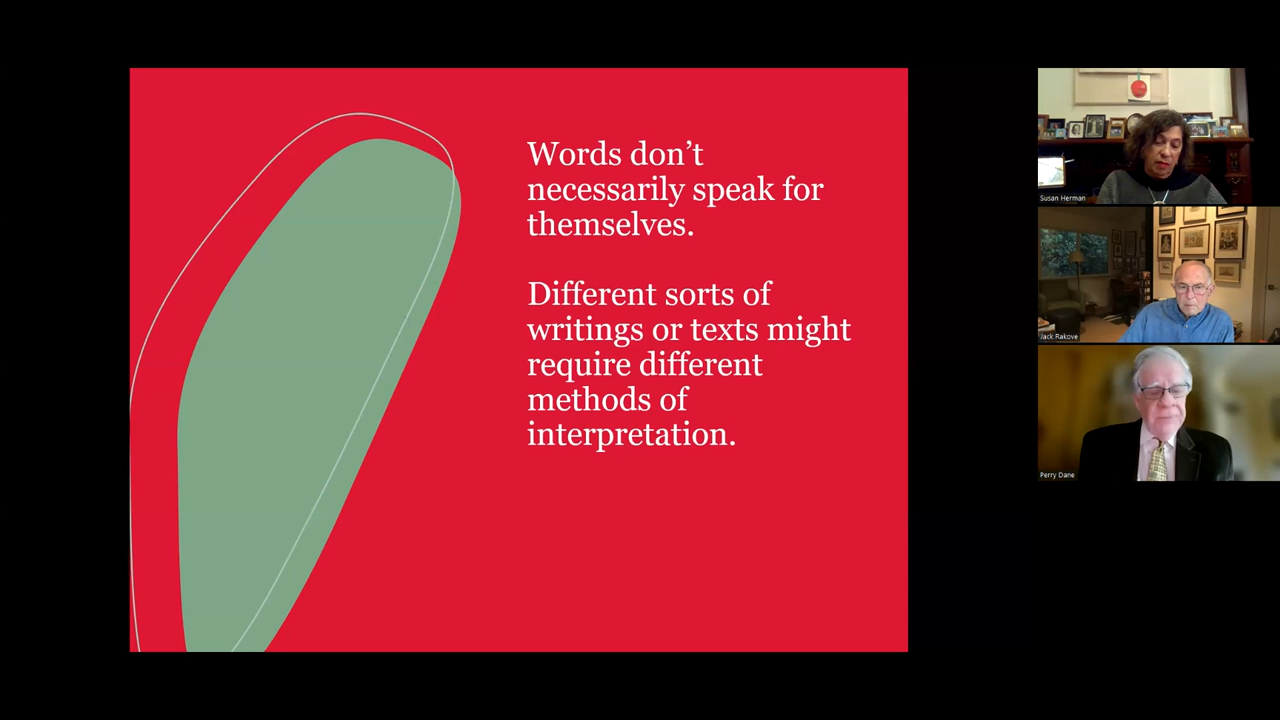 Words don’t
necessarily speak for
themselves.
Different sorts of
writings or texts might
require different
methods of
interpretation.
Susan Herman
Jack Rakove
Perry Dane